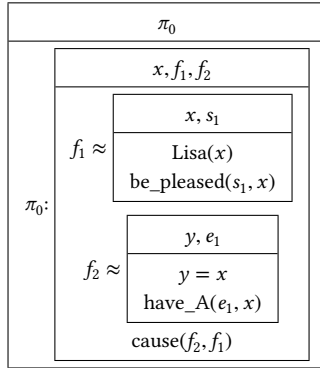 π₀
π₀:
x, f₁, f₂
f₁ ≈
x, s₁
Lisa(x)
be_pleased(s₁, x)
f₂ ≈
y, e₁
y = x
have_A(e₁, x)
cause(f₂, f₁)